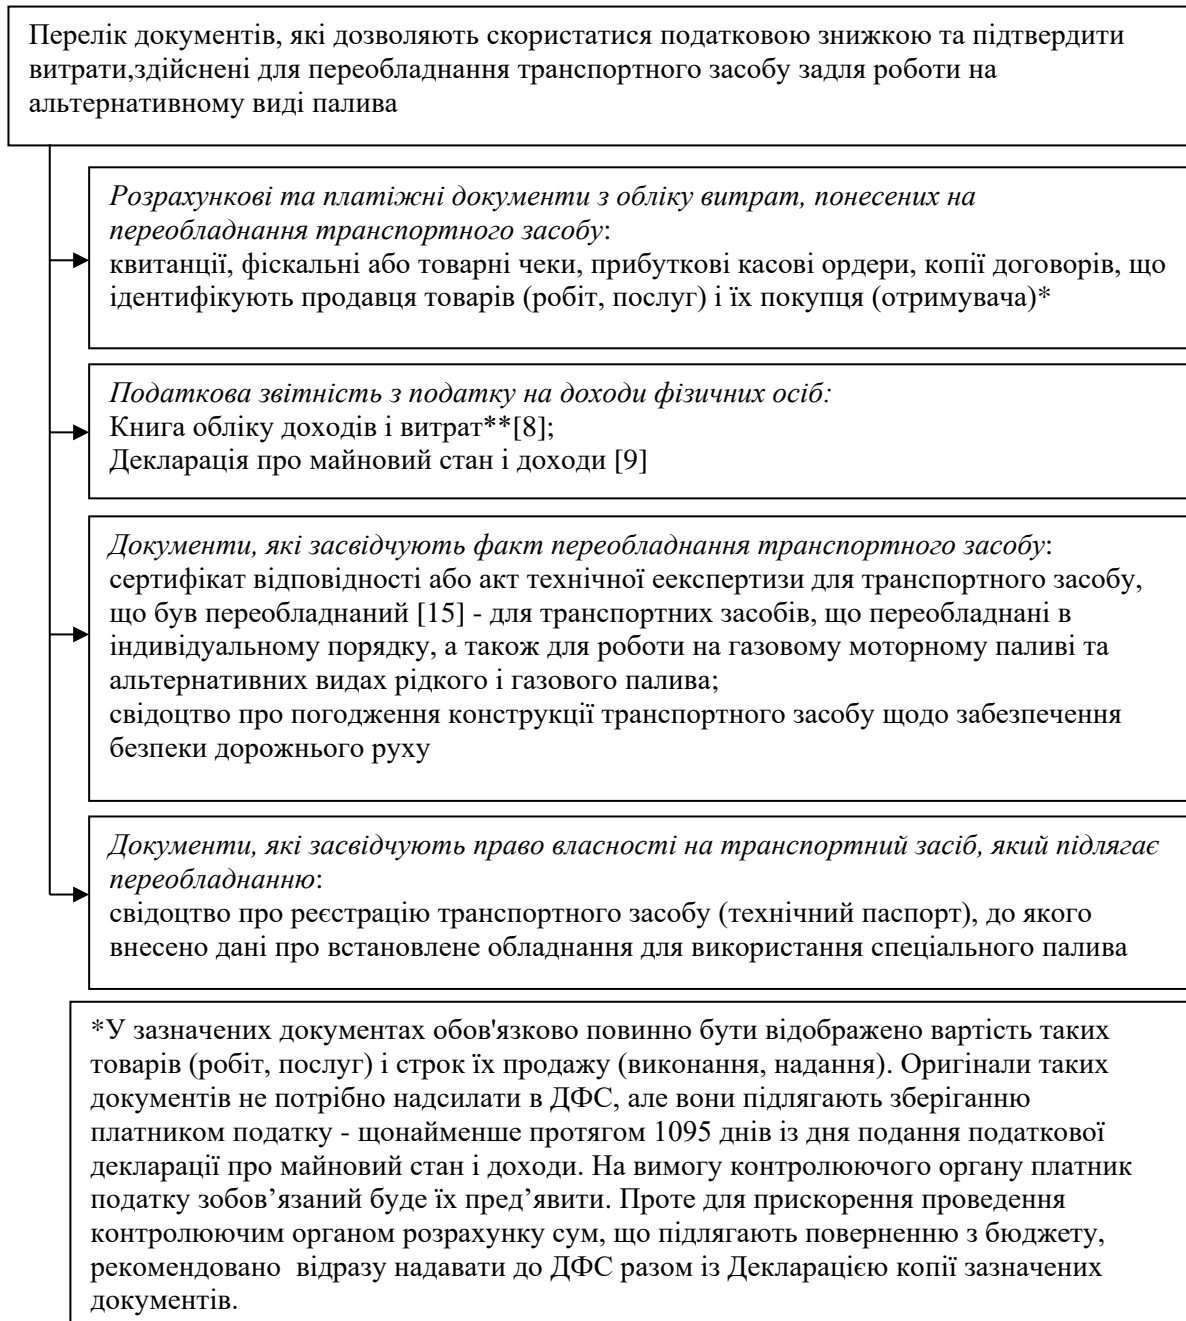 Перелік документів, які дозволяють скористатися податковою знижкою та підтвердити
витрати,здійснені для переобладнання транспортного засобу задля роботи на
альтернативному виді палива
Розрахункові та платіжні документи з обліку витрат, понесених на
переобладнання транспортного засобу:
квитанції, фіскальні або товарні чеки, прибуткові касові ордери, копії договорів, що
ідентифікують продавця товарів (робіт, послуг) і їх покупця (отримувача)*
Податкова звітність з податку на доходи фізичних осіб:
Книга обліку доходів і витрат**[8];
Декларація про майновий стан і доходи [9]
Документи, які засвідчують факт переобладнання транспортного засобу:
сертифікат відповідності або акт технічної еекспертизи для транспортного засобу,
що був переобладнаний [15] - для транспортних засобів, що переобладнані в
індивідуальному порядку, а також для роботи на газовому моторному паливі та
альтернативних видах рідкого і газового палива;
свідоцтво про погодження конструкції транспортного засобу щодо забезпечення
безпеки дорожнього руху
Документи, які засвідчують право власності на транспортний засіб, який підлягає
переобладнанню:
свідоцтво про реєстрацію транспортного засобу (технічний паспорт), до якого
внесено дані про встановлене обладнання для використання спеціального палива
*У зазначених документах обов'язково повинно бути відображено вартість таких
товарів (робіт, послуг) і строк їх продажу (виконання, надання). Оригінали таких
документів не потрібно надсилати в ДФС, але вони підлягають зберіганню
платником податку - щонайменше протягом 1095 днів із дня подання податкової
декларації про майновий стан і доходи. На вимогу контролюючого органу платник
податку зобов’язаний буде їх пред’явити. Проте для прискорення проведення
контролюючим органом розрахунку сум, що підлягають поверненню з бюджету,
рекомендовано відразу надавати до ДФС разом із Декларацією копії зазначених
документів.